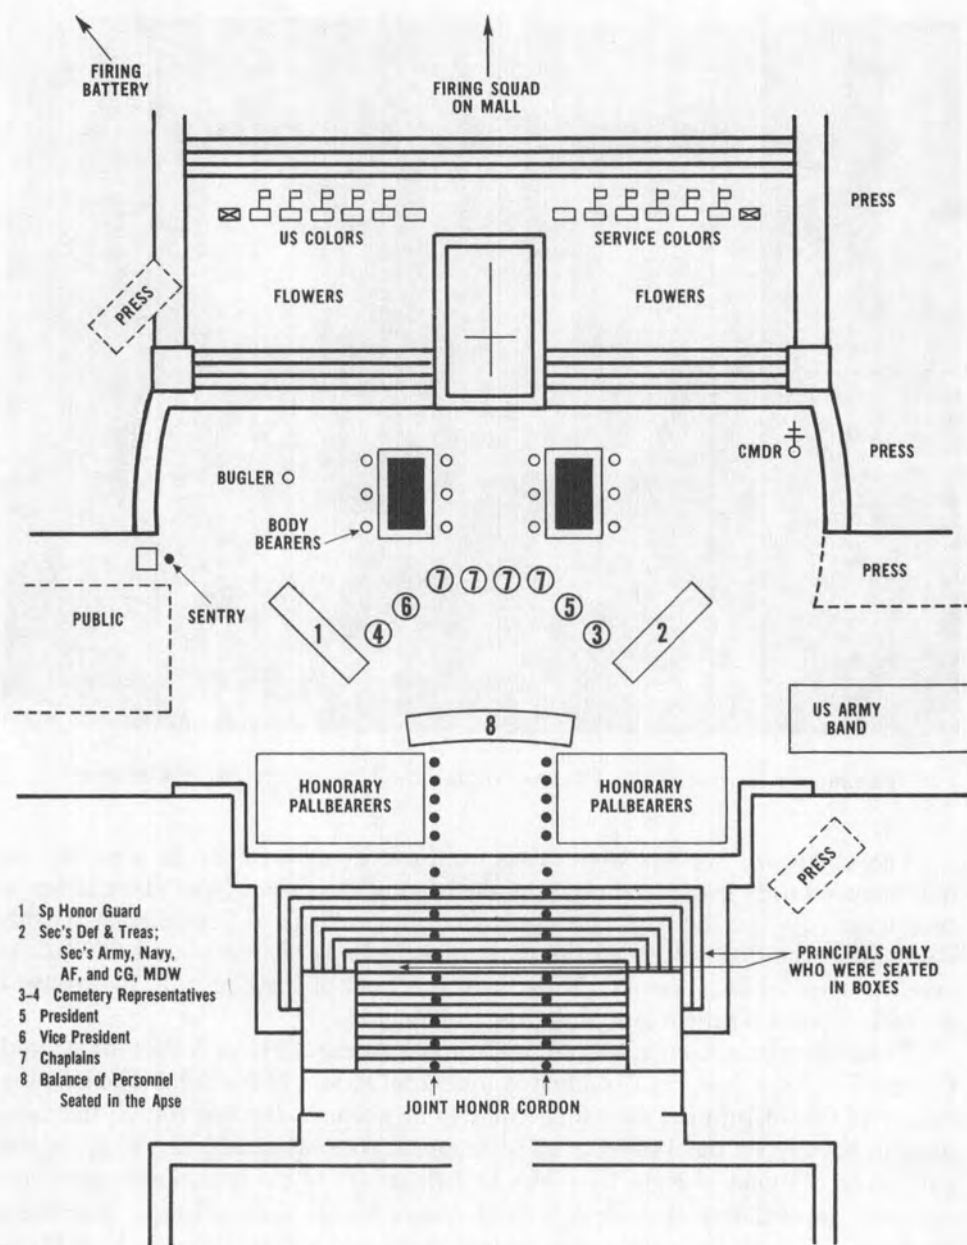 FIRING
BATTERY
FIRING SQUAD
ON MALL
PRESS
US COLORS
SERVICE COLORS
PRESS
FLOWERS
FLOWERS
CMDR
PRESS
BUGLER
BODY
BEARERS
PRESS
7 7 7 7
6
5
PUBLIC
SENTRY
1
4
3
2
US ARMY
BAND
8
HONORARY
PALLBEARERS
HONORARY
PALLBEARERS
PRESS
1 Sp Honor Guard
2 Sec's Def & Treas;
Sec's Army, Navy,
AF, and CG, MDW
3-4 Cemetery Representatives
5 President
6 Vice President
7 Chaplains
8 Balance of Personnel
Seated in the Apse
PRINCIPALS ONLY
WHO WERE SEATED
IN BOXES
JOINT HONOR CORDON